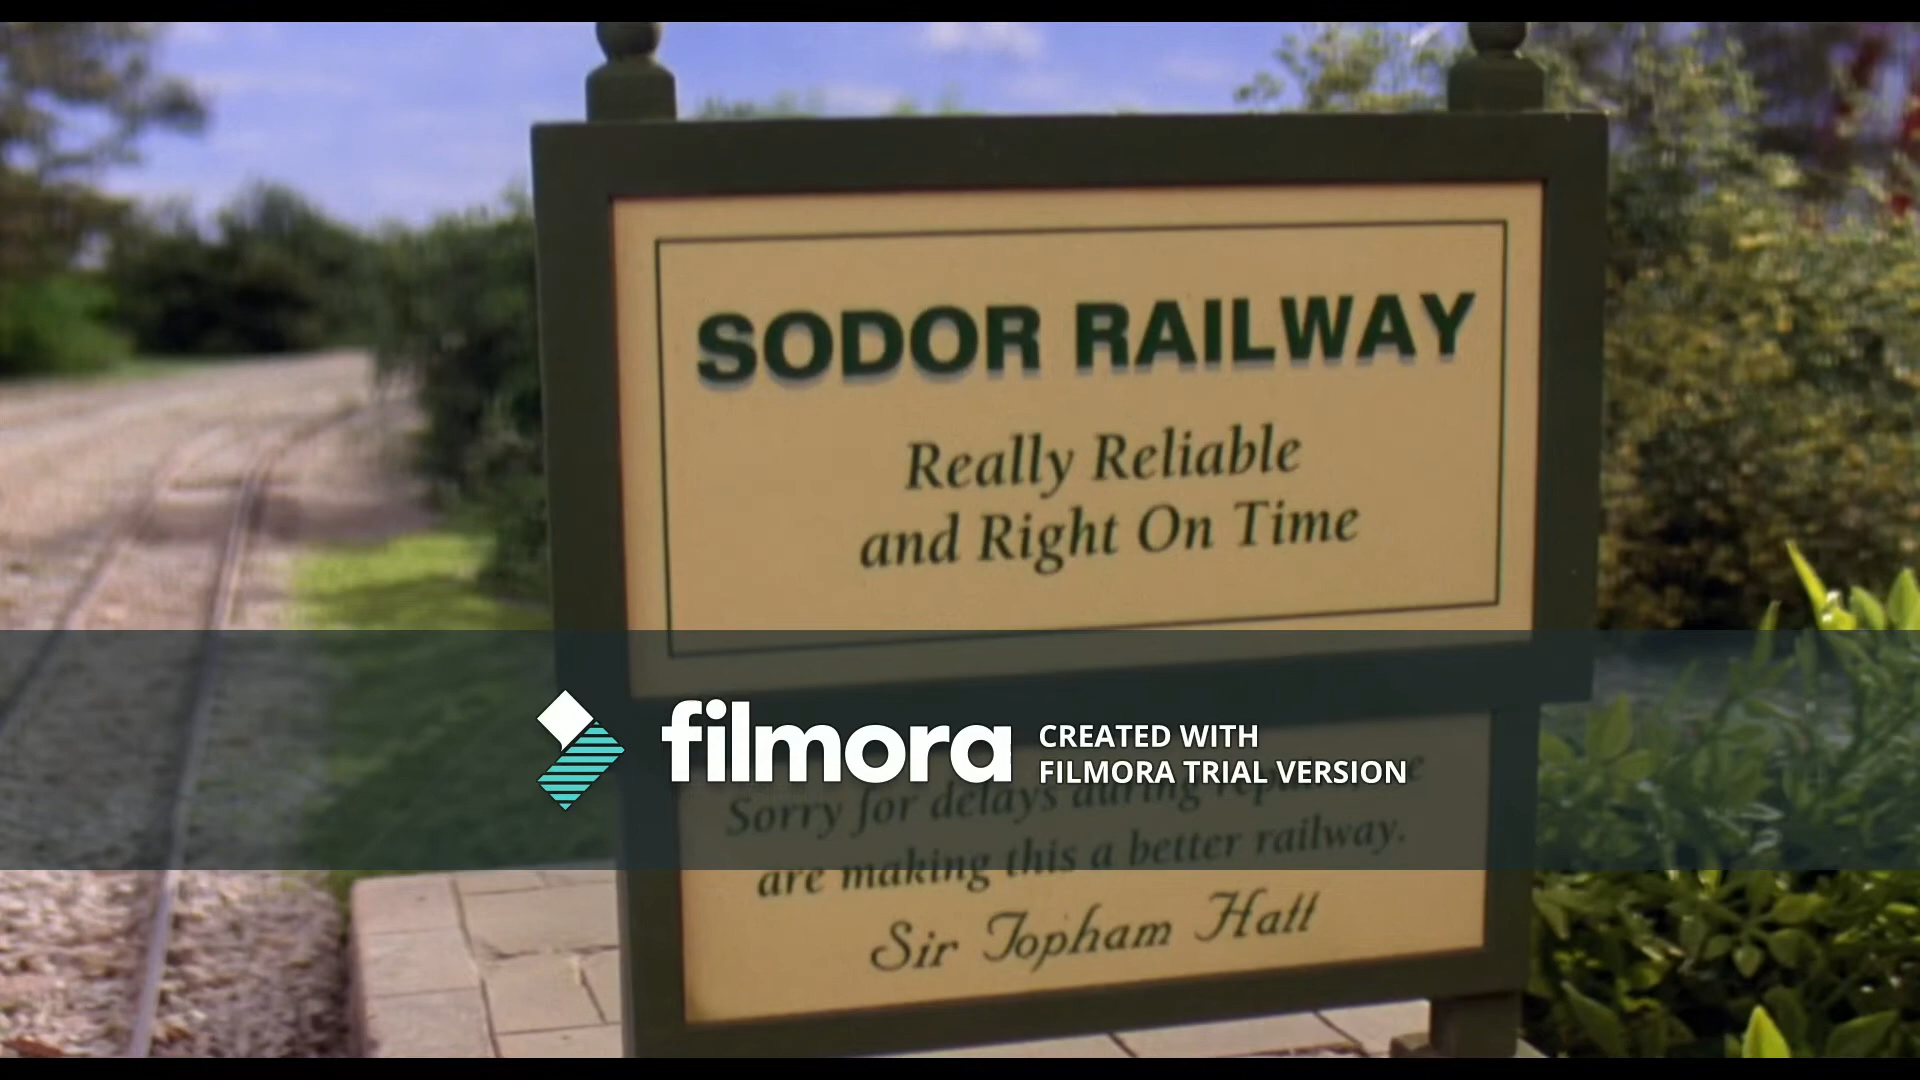 SODOR RAILWAY
Really Reliable
and Right On Time
filmora
CREATED WITH
FILMORA TRIAL VERSION
Sorry for delays during
are making this a better railway.
Sir Topham Hatt